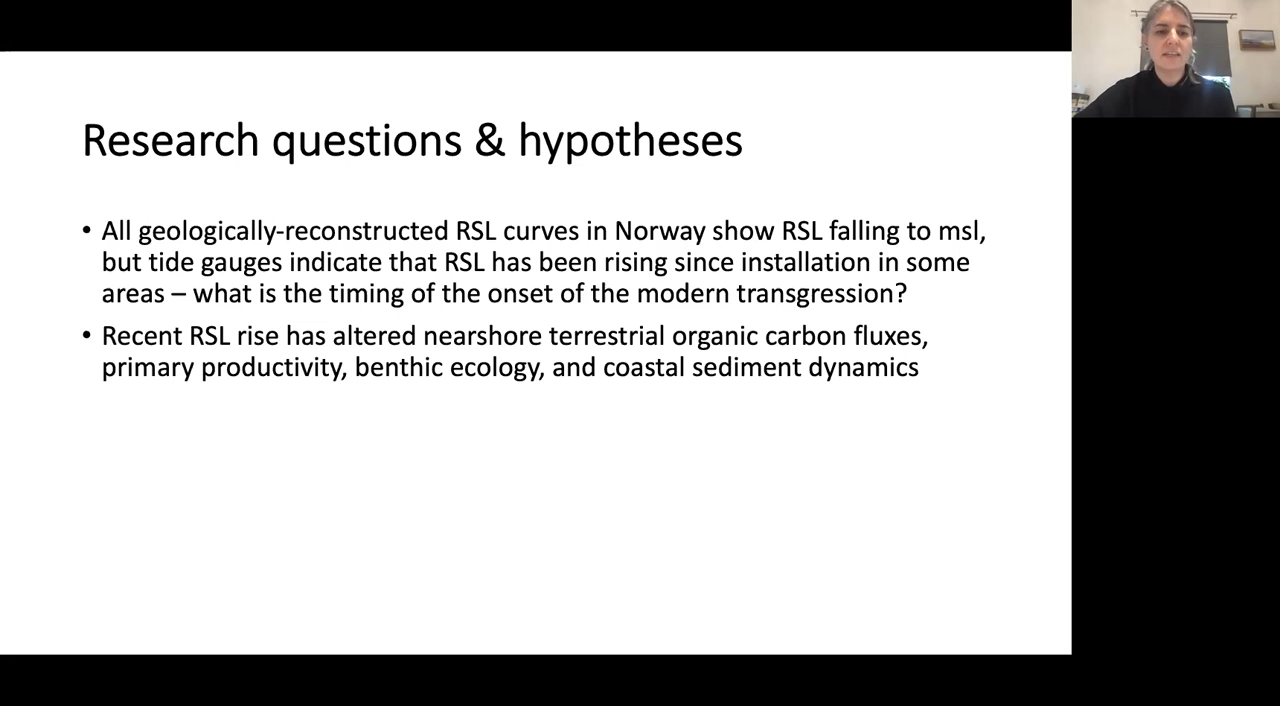 Research questions & hypotheses
• All geologically-reconstructed RSL curves in Norway show RSL falling to msl,
but tide gauges indicate that RSL has been rising since installation in some
areas – what is the timing of the onset of the modern transgression?
• Recent RSL rise has altered nearshore terrestrial organic carbon fluxes,
primary productivity, benthic ecology, and coastal sediment dynamics